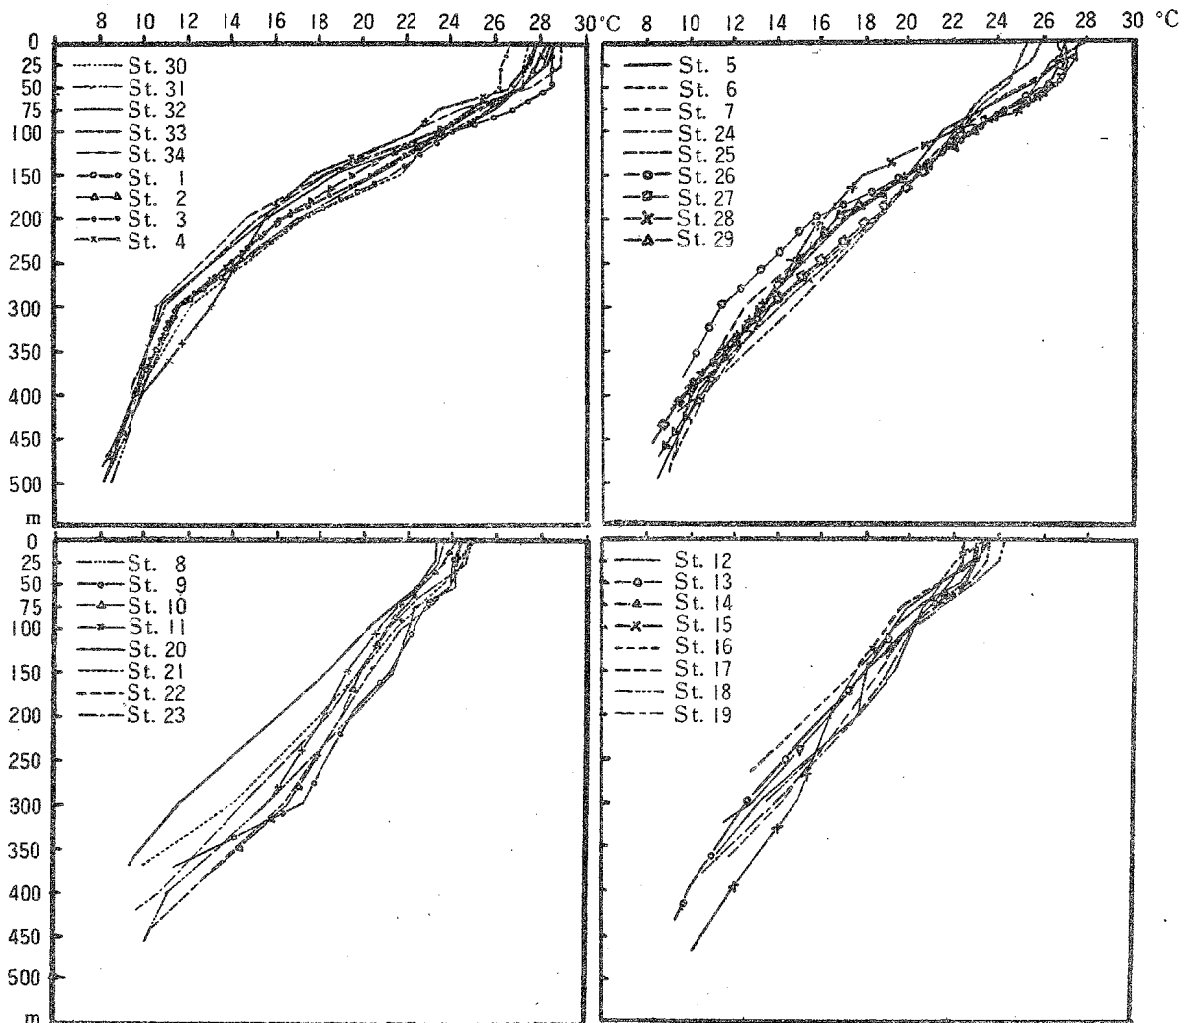 8 10 12 14 16 18 20 22 24 26 28 30 °C
8 10 12 14 16 18 20 22 24 26 28 30 °C
0
25
50
75
100
150
200
250
300
350
400
450
500
m
St. 30
St. 31
St. 32
St. 33
St. 34
St. 1
St. 2
St. 3
St. 4
St. 5
St. 6
St. 7
St. 24
St. 25
St. 26
St. 27
St. 28
St. 29
0
25
50
75
100
150
200
250
300
350
400
450
500
m
St. 8
St. 9
St. 10
St. 11
St. 20
St. 21
St. 22
St. 23
St. 12
St. 13
St. 14
St. 15
St. 16
St. 17
St. 18
St. 19